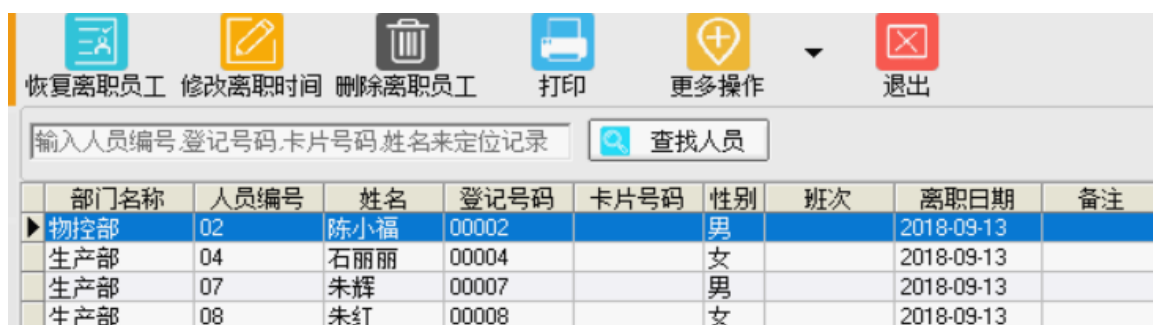 恢复离职员工 修改离职时间 删除离职员工 打印 更多操作 退出
输入人员编号,登记号码,卡片号码,姓名来定位记录 查找人员
部门名称 人员编号 姓名 登记号码 卡片号码 性别 班次 离职日期 备注
物控部 02 陈小福 00002 男 2018-09-13
生产部 04 石丽丽 00004 女 2018-09-13
生产部 07 朱辉 00007 男 2018-09-13
生产部 08 朱红 00008 女 2018-09-13